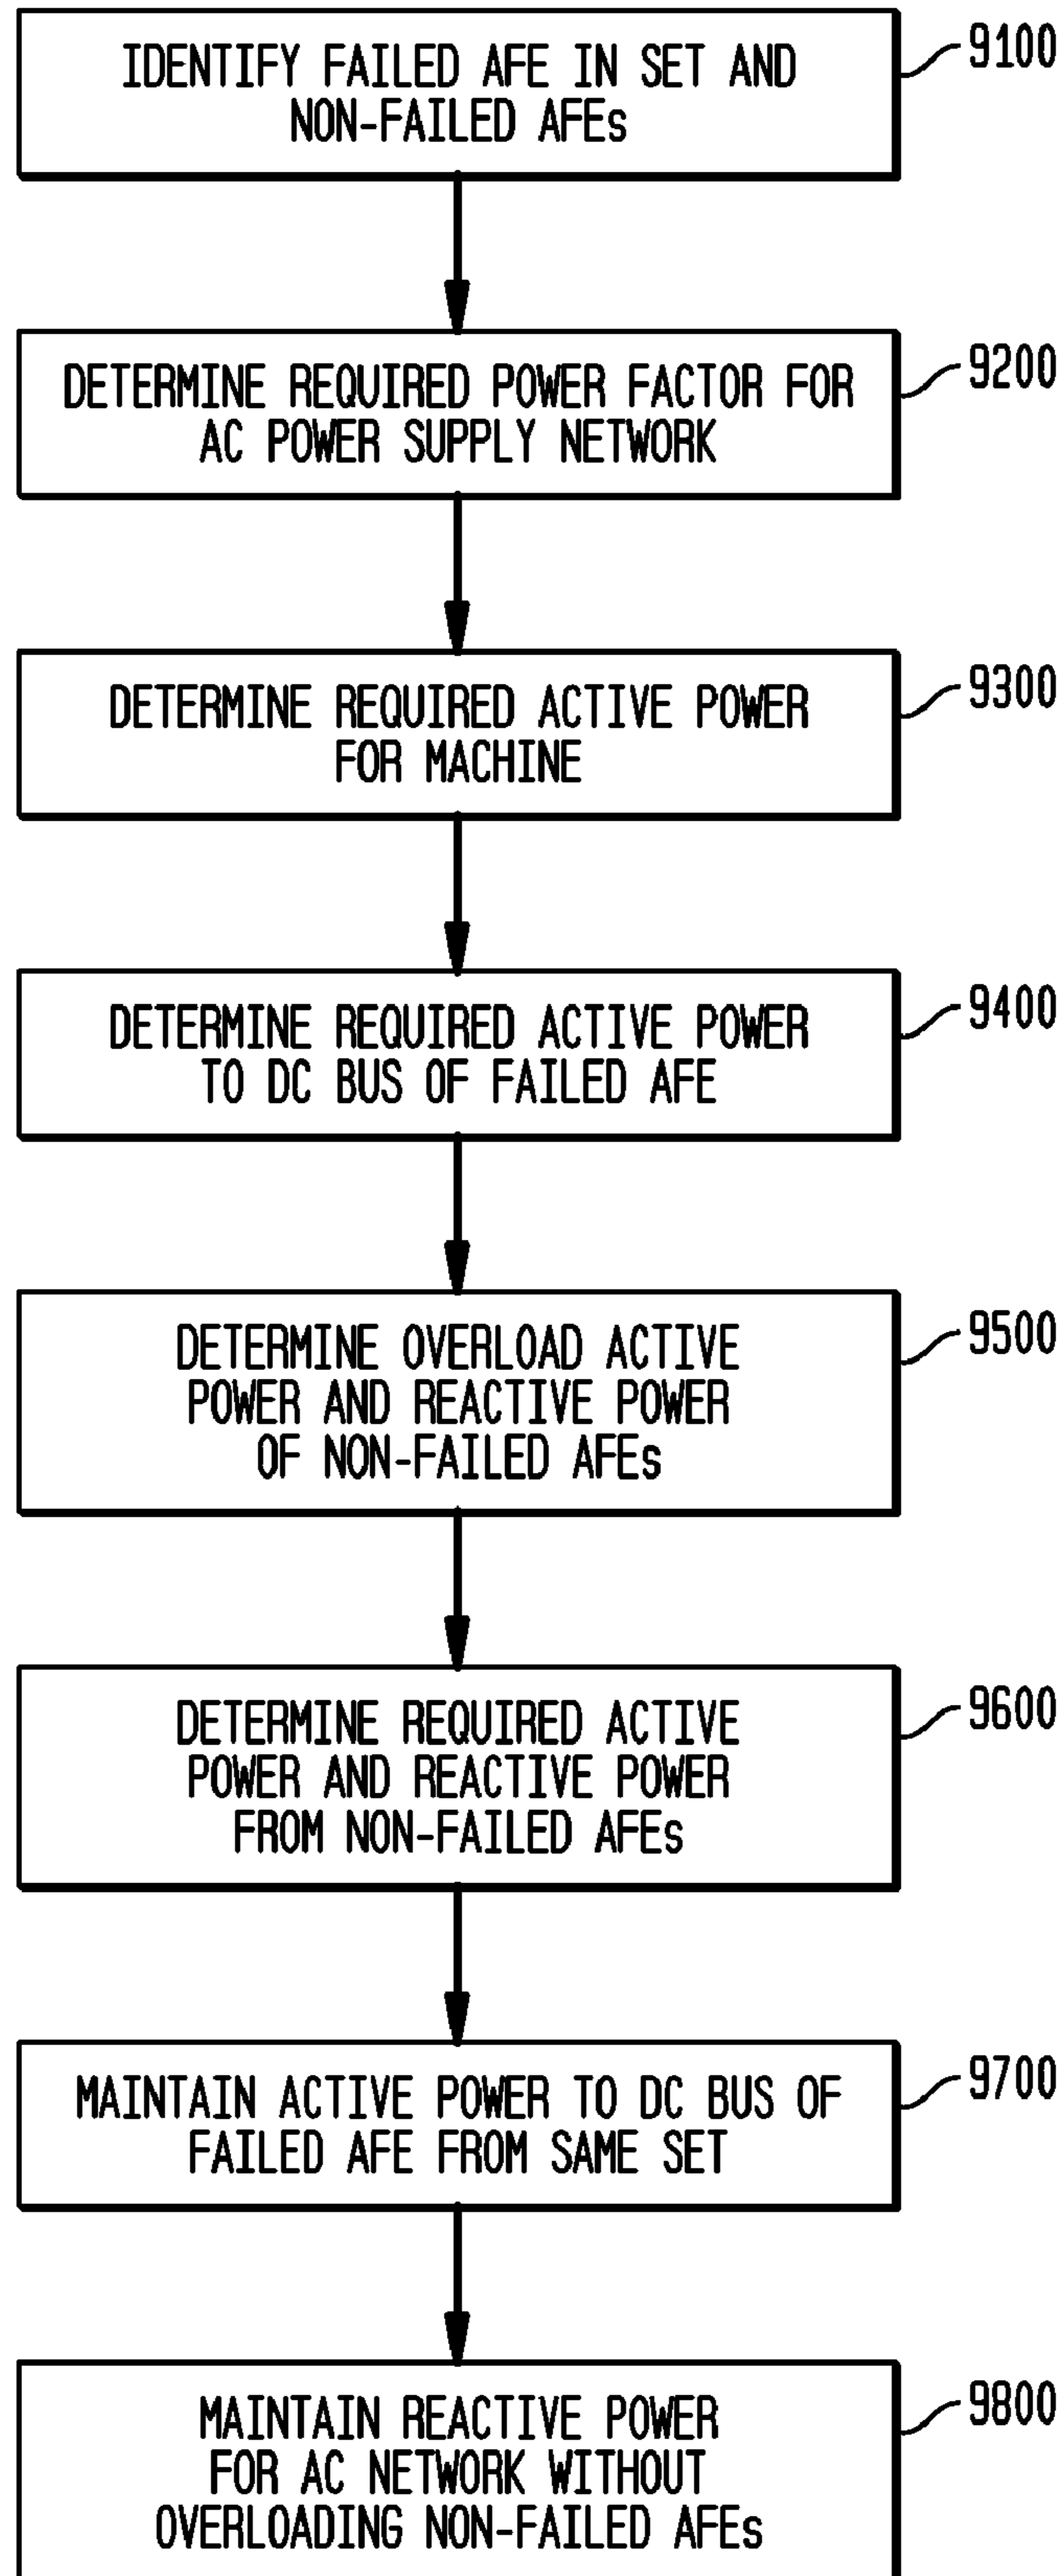 IDENTIFY FAILED AFE IN SET AND
NON-FAILED AFEs
9100
DETERMINE REQUIRED POWER FACTOR FOR
AC POWER SUPPLY NETWORK
9200
DETERMINE REQUIRED ACTIVE POWER
FOR MACHINE
9300
DETERMINE REQUIRED ACTIVE POWER
TO DC BUS OF FAILED AFE
9400
DETERMINE OVERLOAD ACTIVE
POWER AND REACTIVE POWER
OF NON-FAILED AFEs
9500
DETERMINE REQUIRED ACTIVE
POWER AND REACTIVE POWER
FROM NON-FAILED AFEs
9600
MAINTAIN ACTIVE POWER TO DC BUS OF
FAILED AFE FROM SAME SET
9700
MAINTAIN REACTIVE POWER
FOR AC NETWORK WITHOUT
OVERLOADING NON-FAILED AFEs
9800